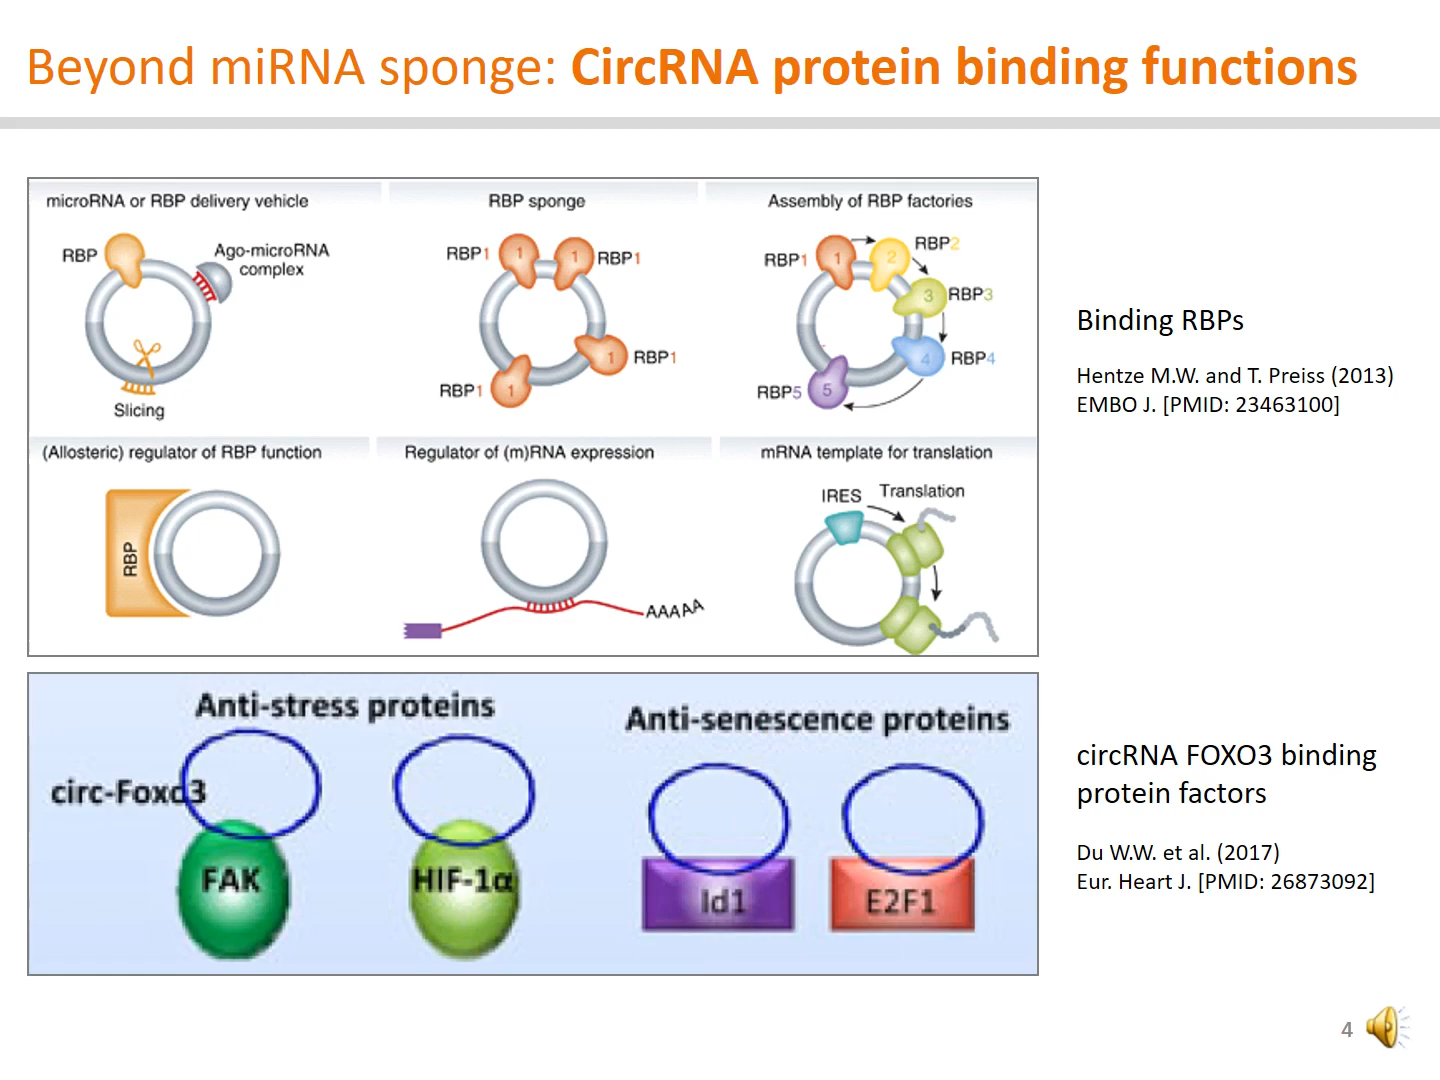 Beyond miRNA sponge: CircRNA protein binding functions
microRNA or RBP delivery vehicle
RBP
Ago-microRNA
complex
Slicing
RBP sponge
RBP1
1
1
RBP1
1
RBP1
RBP1
1
Assembly of RBP factories
RBP1
1
2
RBP2
3
RBP3
4
RBP4
RBP5
5
(Allosteric) regulator of RBP function
RBP
Regulator of (m)RNA expression
AAAAA
mRNA template for translation
IRES
Translation
Binding RBPs
Hentze M.W. and T. Preiss (2013)
EMBO J. [PMID: 23463100]
Anti-stress proteins
circ-Foxo3
FAK
HIF-1α
Anti-senescence proteins
Id1
E2F1
circRNA FOXO3 binding
protein factors
Du W.W. et al. (2017)
Eur. Heart J. [PMID: 26873092]
4